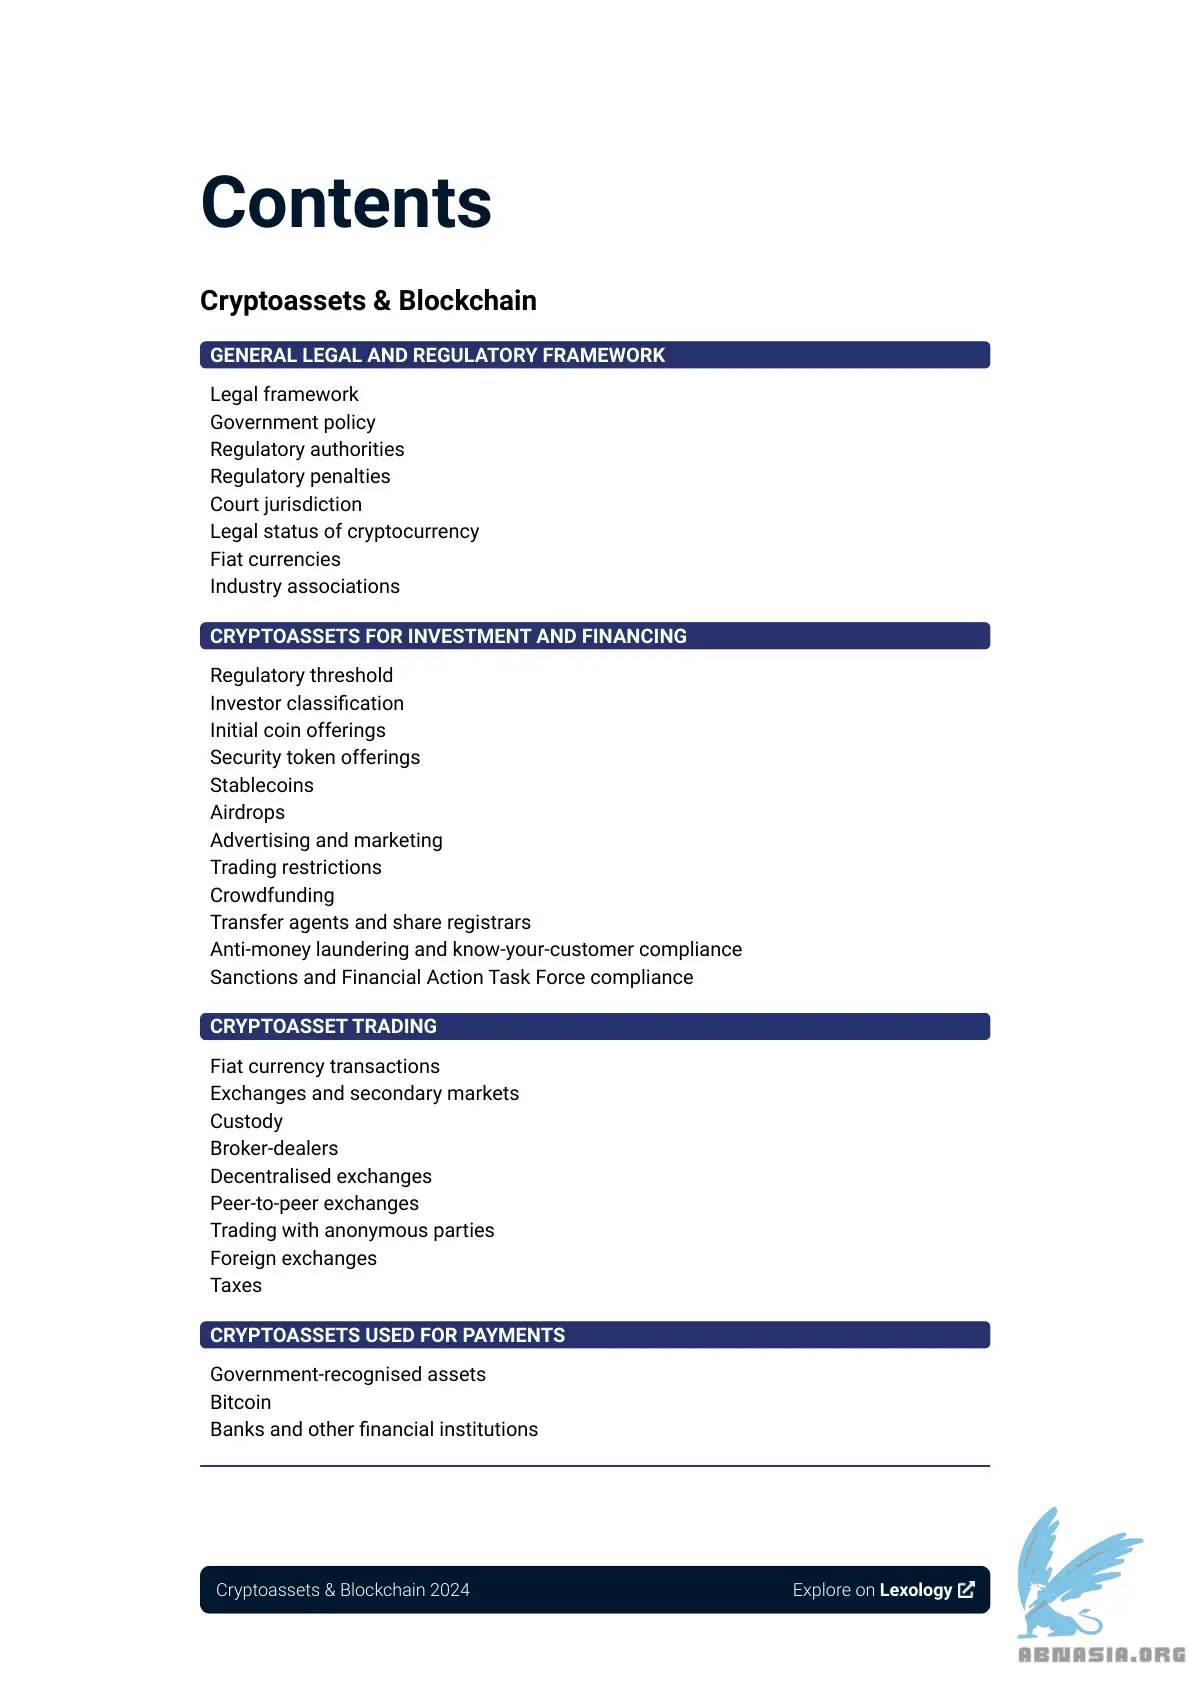 Contents
Cryptoassets & Blockchain
GENERAL LEGAL AND REGULATORY FRAMEWORK
Legal framework
Government policy
Regulatory authorities
Regulatory penalties
Court jurisdiction
Legal status of cryptocurrency
Fiat currencies
Industry associations
CRYPTOASSETS FOR INVESTMENT AND FINANCING
Regulatory threshold
Investor classification
Initial coin offerings
Security token offerings
Stablecoins
Airdrops
Advertising and marketing
Trading restrictions
Crowdfunding
Transfer agents and share registrars
Anti-money laundering and know-your-customer compliance
Sanctions and Financial Action Task Force compliance
CRYPTOASSET TRADING
Fiat currency transactions
Exchanges and secondary markets
Custody
Broker-dealers
Decentralised exchanges
Peer-to-peer exchanges
Trading with anonymous parties
Foreign exchanges
Taxes
CRYPTOASSETS USED FOR PAYMENTS
Government-recognised assets
Bitcoin
Banks and other financial institutions
Cryptoassets & Blockchain 2024
Explore on Lexology
ABNASIA.ORG